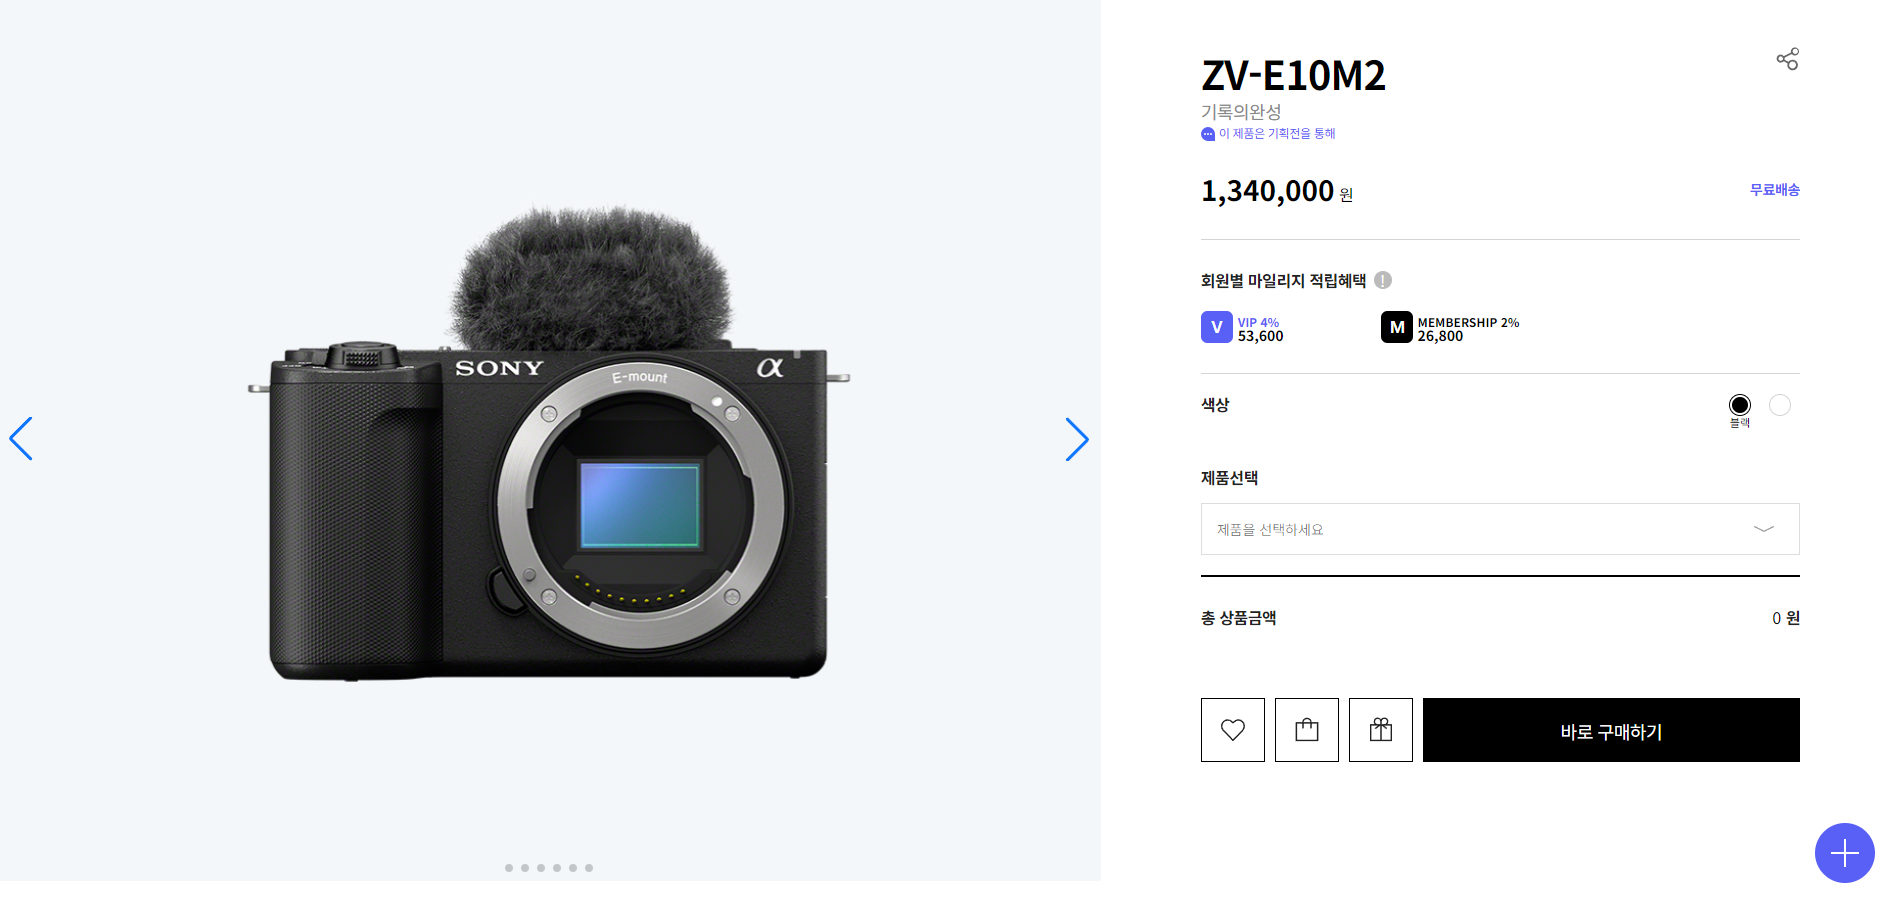 SONY
α
E-mount
ZV-E10M2
기록의완성
이 제품은 기획전을 통해
1,340,000 원
무료배송
회원별 마일리지 적립혜택 !
V VIP 4%
53,600
M MEMBERSHIP 2%
26,800
색상
블랙
제품선택
제품을 선택하세요
총 상품금액
0 원
바로 구매하기